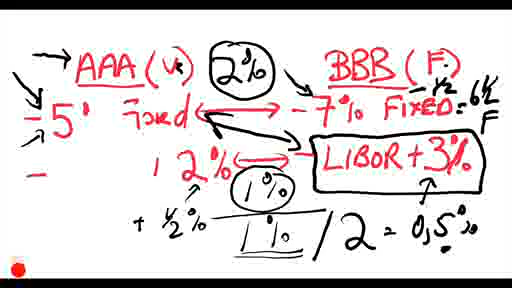 AAA (V) 2% BBB (F)
- 5% Fixed - 7% FIXED - ½ = 6½ F
- 2% - LIBOR + 3%
1%
+ ½% 1% / 2 = 0,5%